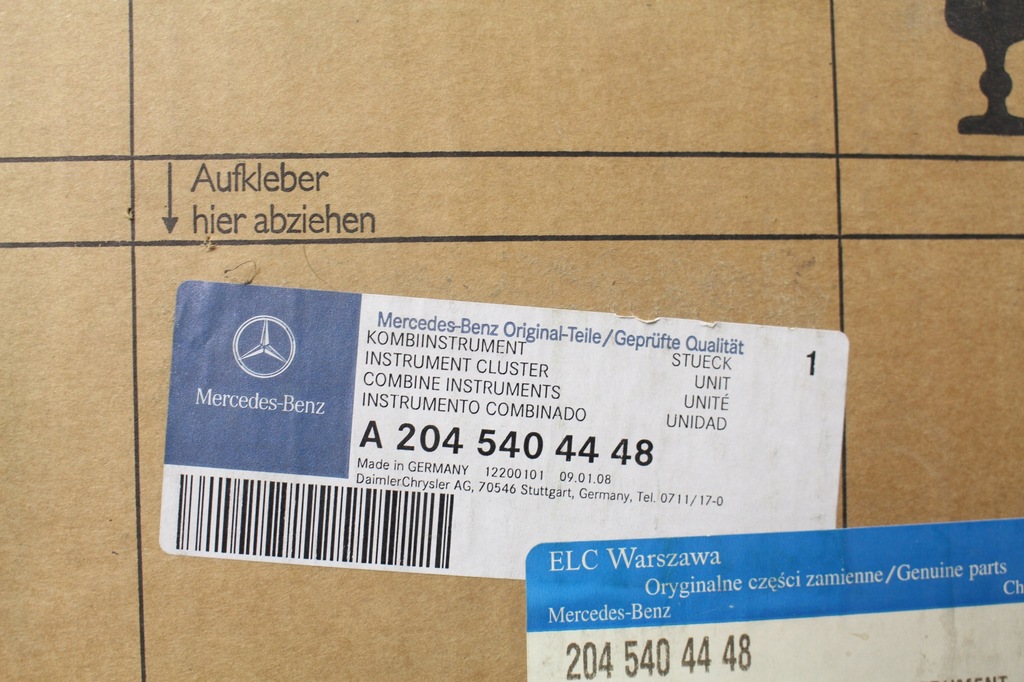 Aufkleber
hier abziehen
Mercedes-Benz Original-Teile/Geprüfte Qualität
KOMBIINSTRUMENT STUECK 1
INSTRUMENT CLUSTER UNIT
COMBINE INSTRUMENTS UNITÉ
INSTRUMENTO COMBINADO UNIDAD
Mercedes-Benz
A 204 540 44 48
Made in GERMANY 12200101 09.01.08
DaimlerChrysler AG, 70546 Stuttgart, Germany, Tel. 0711/17-0
ELC Warszawa
Oryginalne części zamienne/Genuine parts
Mercedes-Benz Ch
204 540 44 48